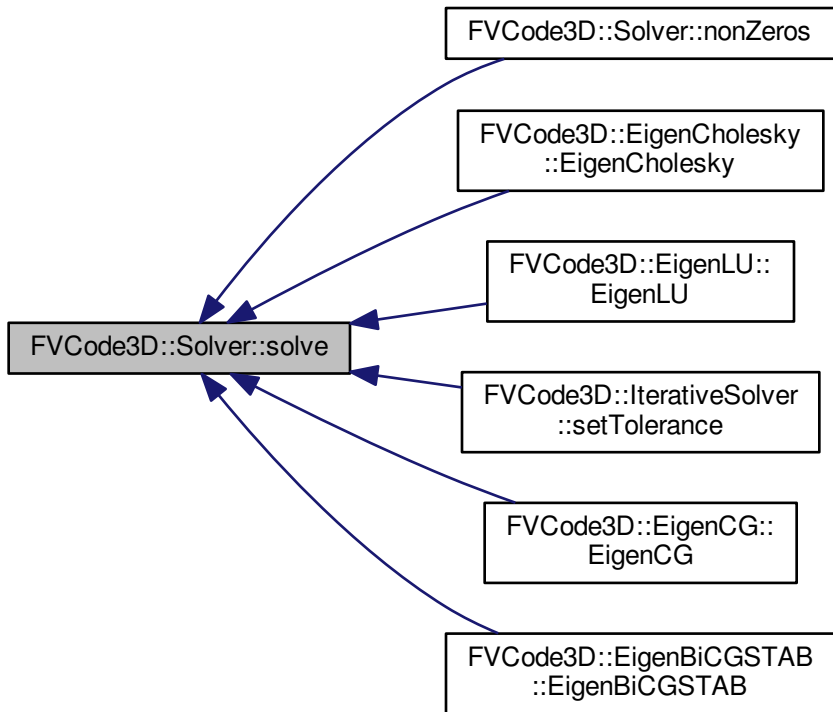 FVCode3D::Solver::nonZeros
FVCode3D::EigenCholesky
::EigenCholesky
FVCode3D::EigenLU::
EigenLU
FVCode3D::Solver::solve
FVCode3D::IterativeSolver
::setTolerance
FVCode3D::EigenCG::
EigenCG
FVCode3D::EigenBiCGSTAB
::EigenBiCGSTAB